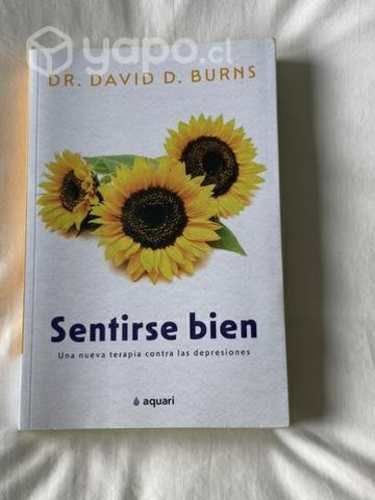 yapo.cl
DR. DAVID D. BURNS
Sentirse bien
Una nueva terapia contra las depresiones
aquari